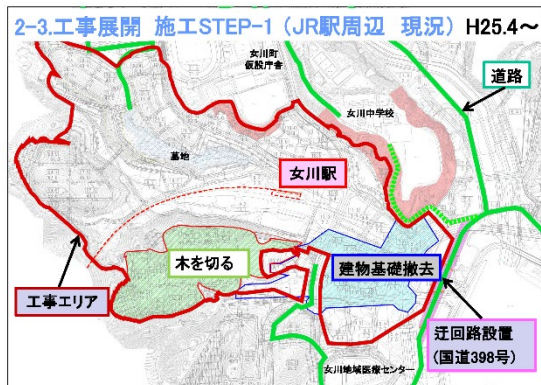 2-3.工事展開 施工STEP-1(JR駅周辺 現況) H25.4～
女川町
仮設庁舎
道路
女川中学校
墓地
女川駅
木を切る
建物基礎撤去
工事エリア
迂回路設置
(国道398号)
女川地域医療センター